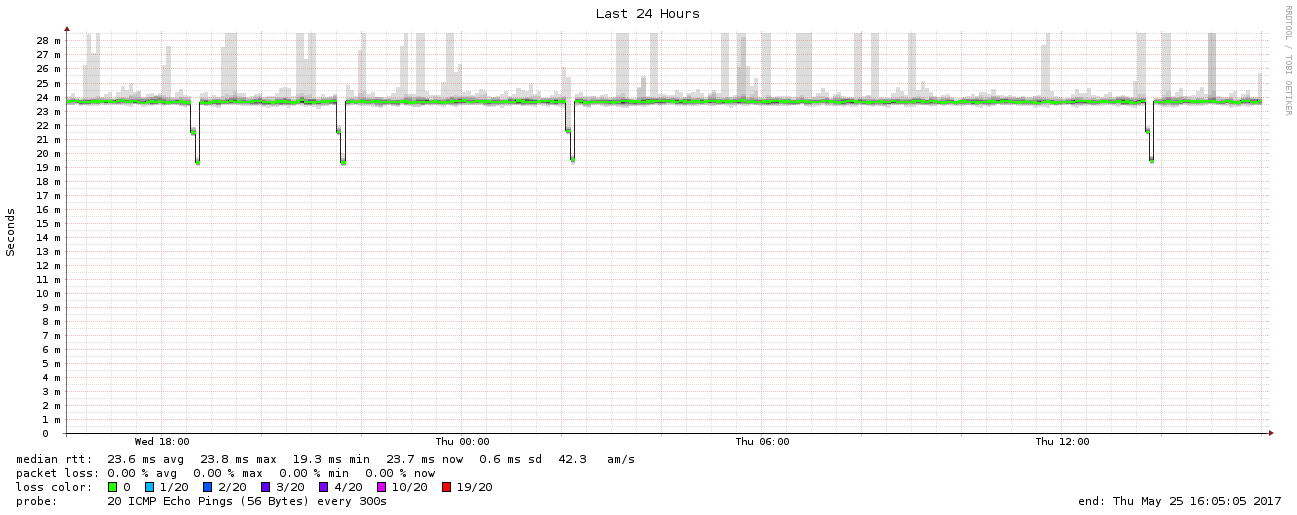 Last 24 Hours
RRDTOOL / TOBI OETIKER
Seconds
28 m
27 m
26 m
25 m
24 m
23 m
22 m
21 m
20 m
19 m
18 m
17 m
16 m
15 m
14 m
13 m
12 m
11 m
10 m
9 m
8 m
7 m
6 m
5 m
4 m
3 m
2 m
1 m
0
Wed 18:00 Thu 00:00 Thu 06:00 Thu 12:00
median rtt: 23.6 ms avg 23.8 ms max 19.3 ms min 23.7 ms now 0.6 ms sd 42.3 am/s
packet loss: 0.00 % avg 0.00 % max 0.00 % min 0.00 % now
loss color: 0 1/20 2/20 3/20 4/20 10/20 19/20
probe: 20 ICMP Echo Pings (56 Bytes) every 300s end: Thu May 25 16:05:05 2017